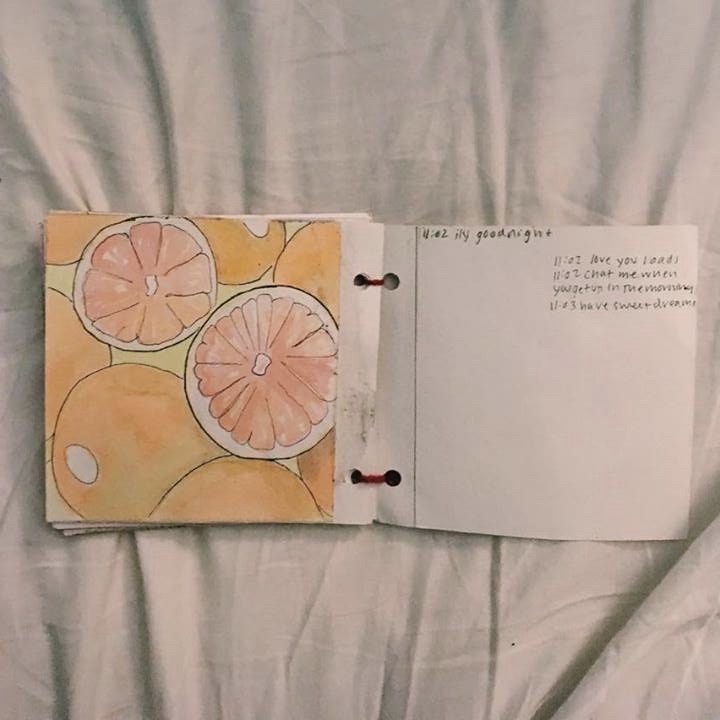 11:02 ily goodnight
11:02 love you loads
11:02 chat me when
you get up in the morning
11:03 have sweet dreams